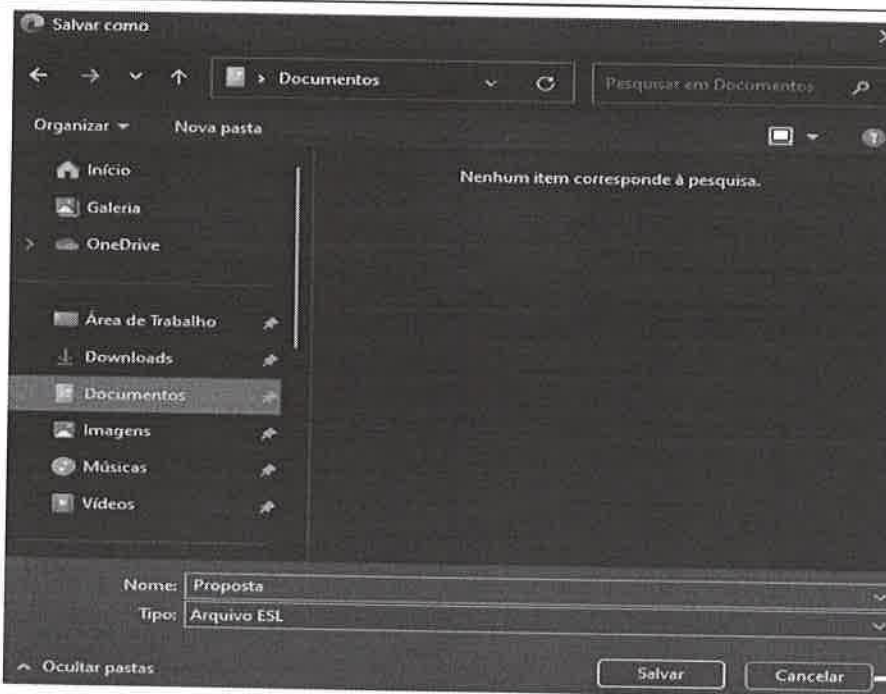 Salvar como
Documentos
Pesquisar em Documentos
Organizar
Nova pasta
Início
Nenhum item corresponde à pesquisa.
Galeria
OneDrive
Área de Trabalho
Downloads
Documentos
Imagens
Músicas
Vídeos
Nome: Proposta
Tipo: Arquivo ESL
Ocultar pastas
Salvar
Cancelar